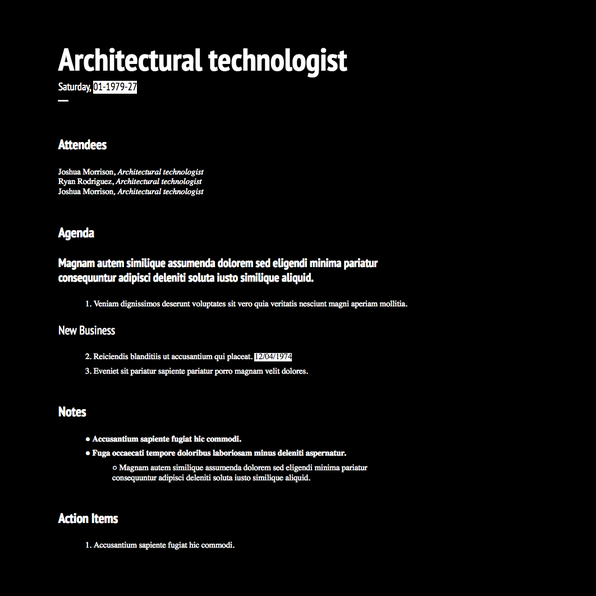 Architectural technologist
Saturday, 01-1979-27
Attendees
Joshua Morrison, Architectural technologist
Ryan Rodriguez, Architectural technologist
Joshua Morrison, Architectural technologist
Agenda
Magnam autem similique assumenda dolorem sed eligendi minima pariatur
consequuntur adipisci deleniti soluta iusto similique aliquid.
1. Veniam dignissimos deserunt voluptates sit vero quia veritatis nesciunt magni aperiam mollitia.
New Business
2. Reiciendis blanditiis ut accusantium qui placeat. 12/04/1974
3. Eveniet sit pariatur sapiente pariatur porro magnam velit dolores.
Notes
● Accusantium sapiente fugiat hic commodi.
● Fuga occaecati tempore doloribus laboriosam minus deleniti aspernatur.
○ Magnam autem similique assumenda dolorem sed eligendi minima pariatur
consequuntur adipisci deleniti soluta iusto similique aliquid.
Action Items
1. Accusantium sapiente fugiat hic commodi.